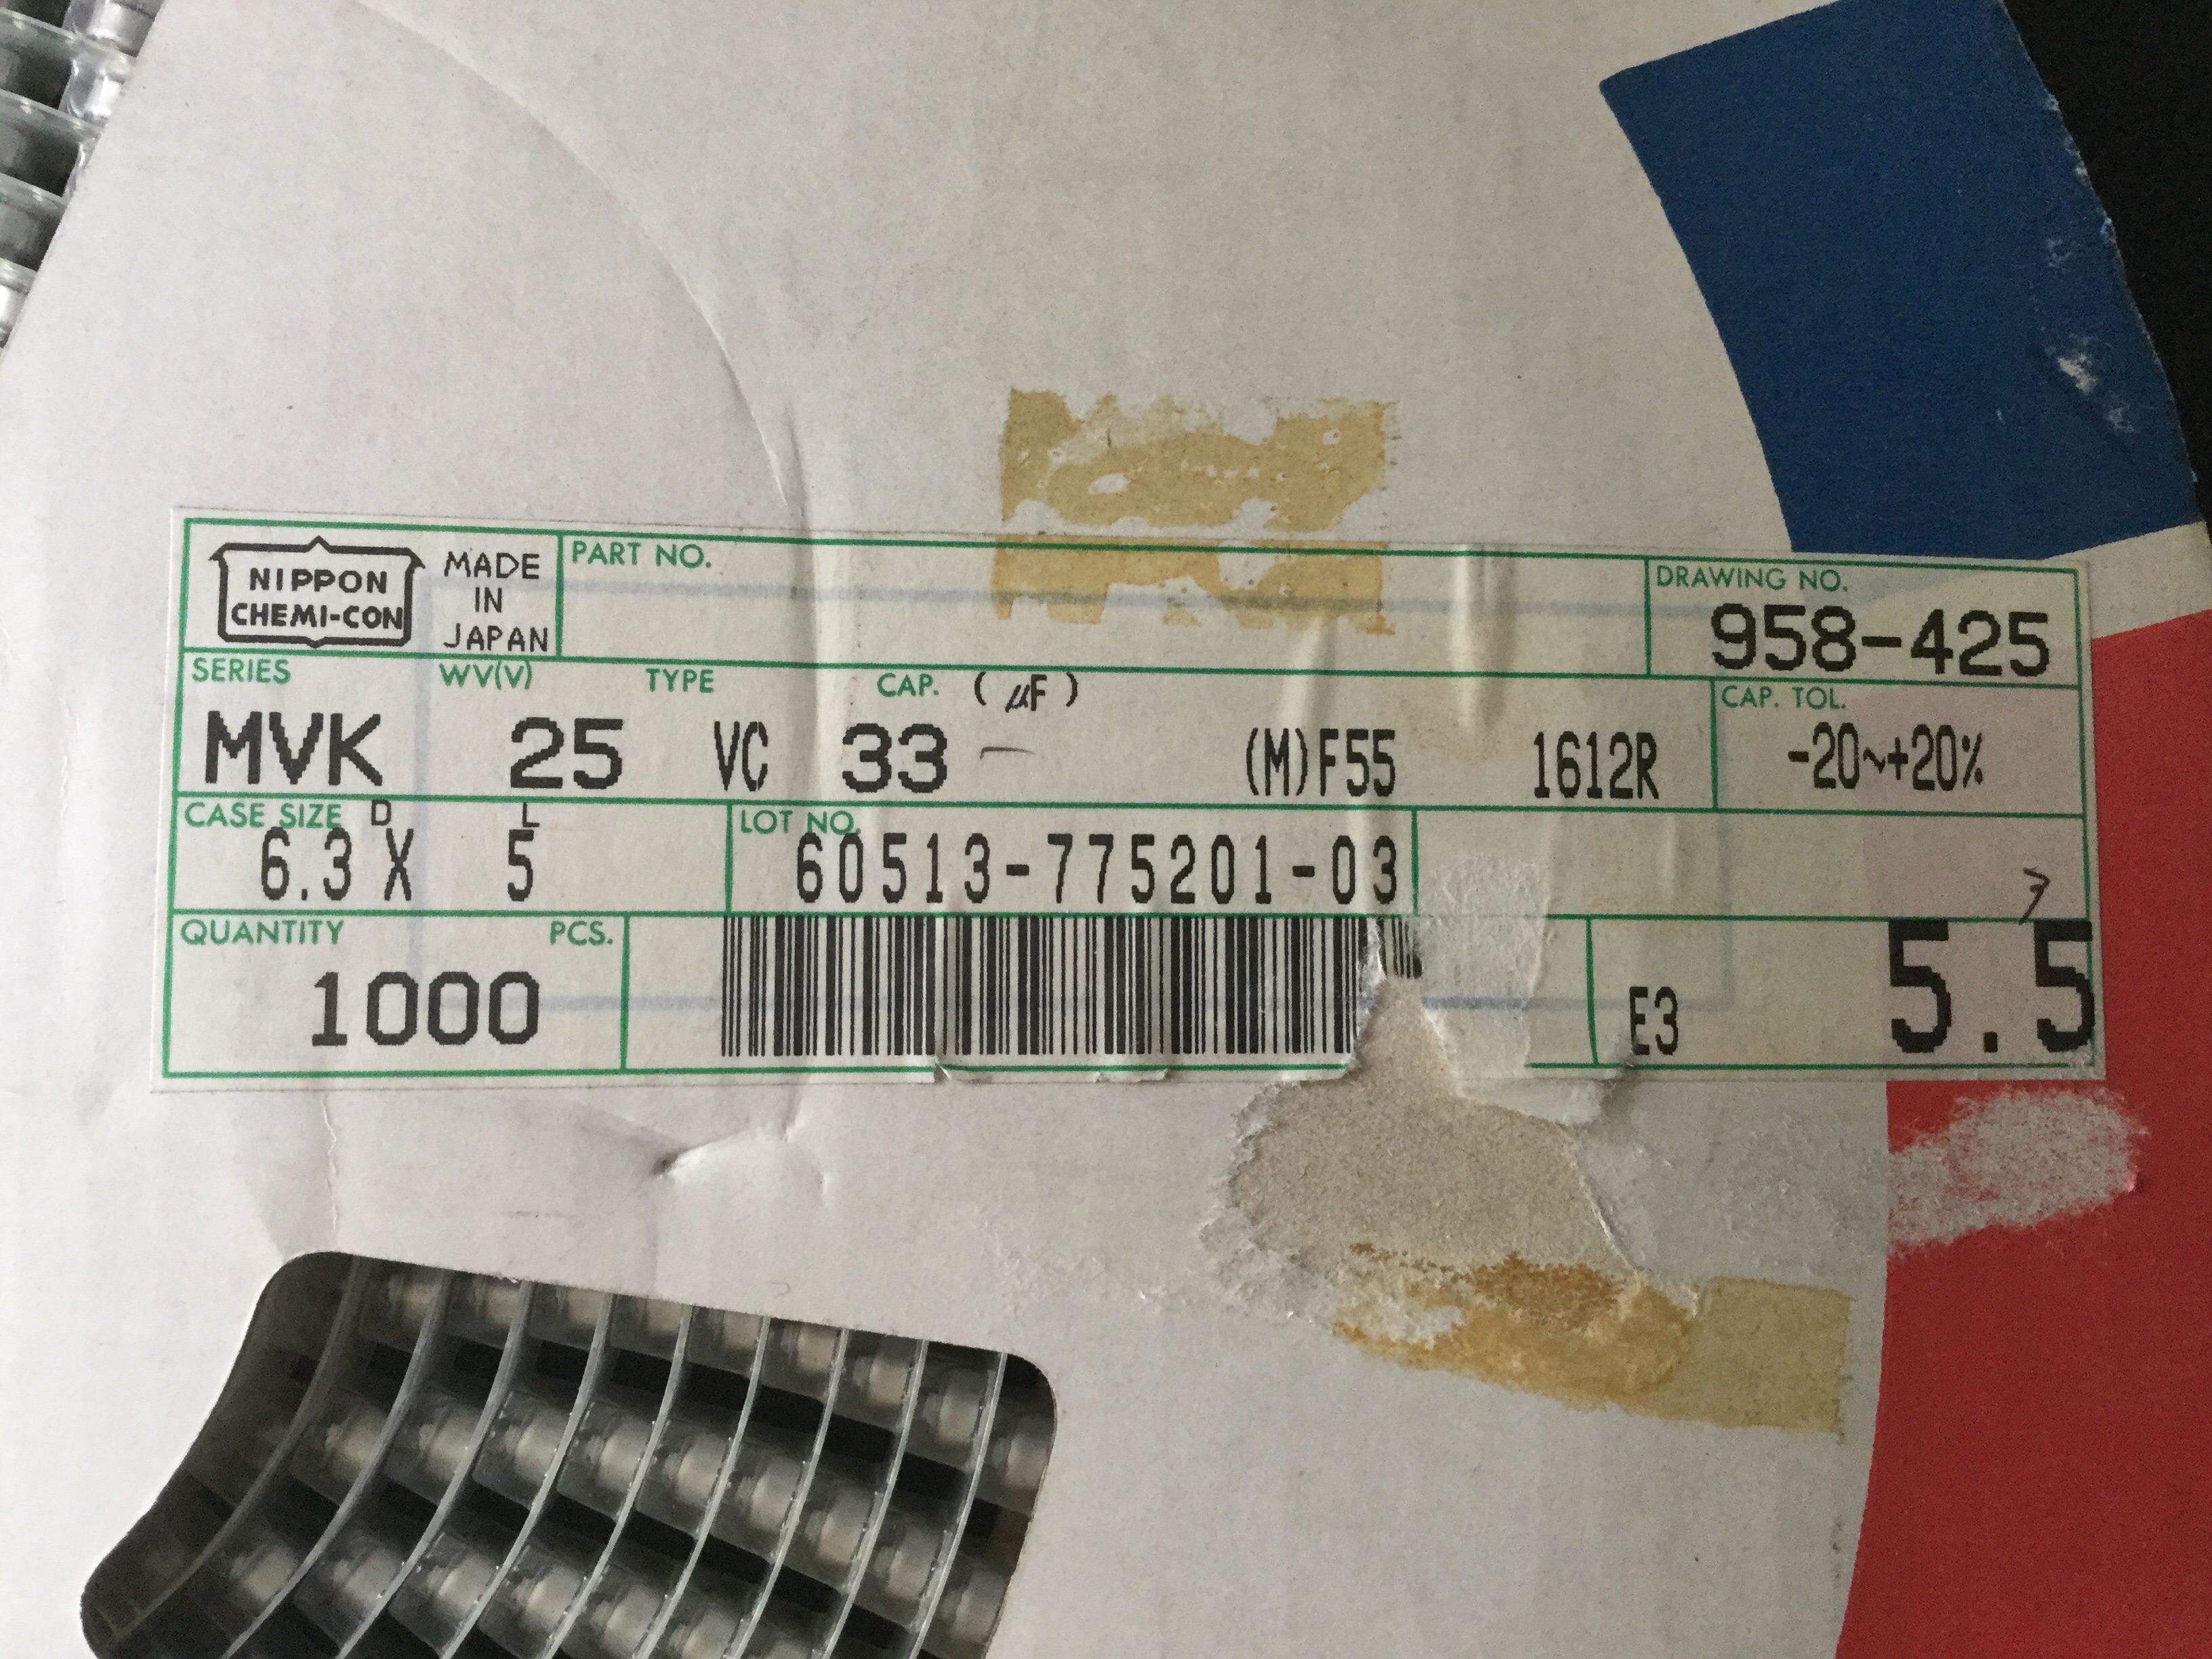 NIPPON
CHEMI-CON
MADE
IN
JAPAN
PART NO.
DRAWING NO.
958-425
SERIES WV(V) TYPE CAP. (μF)
MVK 25 VC 33 (M)F55 1612R
CAP. TOL.
-20~+20%
CASE SIZE D L
6.3 X 5
LOT NO.
60513-775201-03
QUANTITY PCS.
1000
E3 5.5